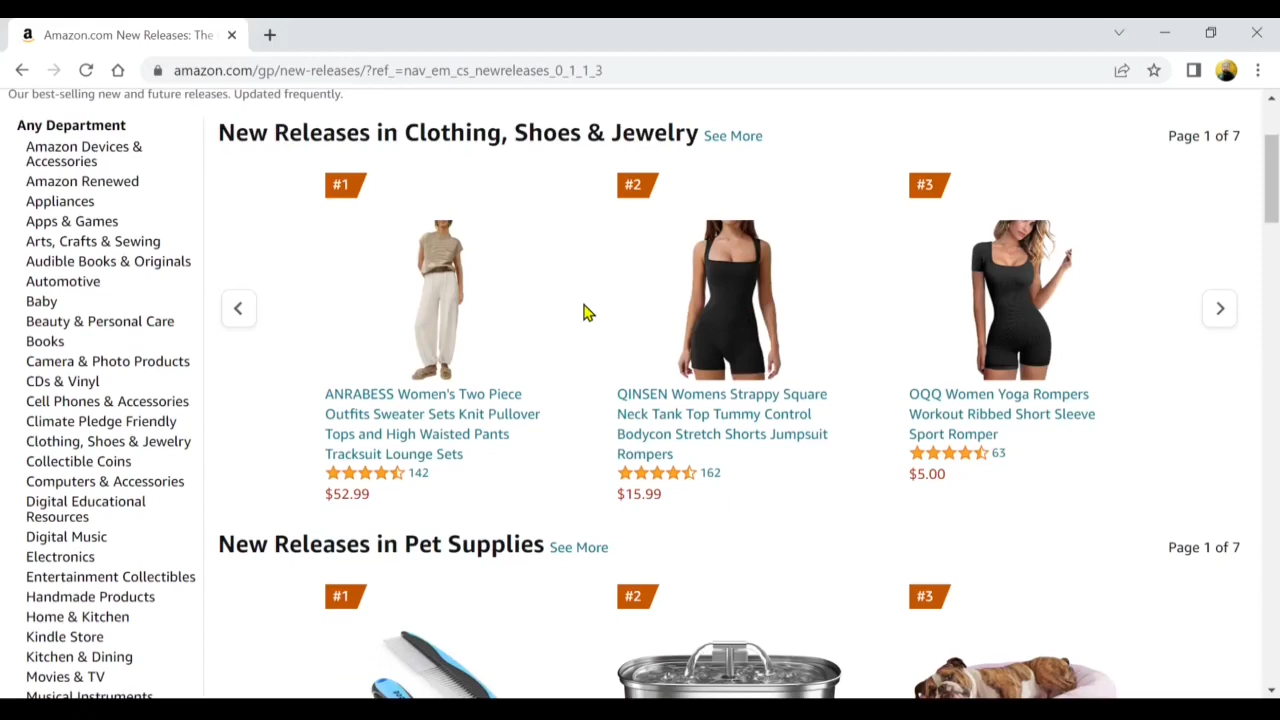 Amazon.com New Releases: The
amazon.com/gp/new-releases/?ref_=nav_em_cs_newreleases_0_1_1_3
Our best-selling new and future releases. Updated frequently.
Any Department
Amazon Devices &
Accessories
Amazon Renewed
Appliances
Apps & Games
Arts, Crafts & Sewing
Audible Books & Originals
Automotive
Baby
Beauty & Personal Care
Books
Camera & Photo Products
CDs & Vinyl
Cell Phones & Accessories
Climate Pledge Friendly
Clothing, Shoes & Jewelry
Collectible Coins
Computers & Accessories
Digital Educational
Resources
Digital Music
Electronics
Entertainment Collectibles
Handmade Products
Home & Kitchen
Kindle Store
Kitchen & Dining
Movies & TV
Musical Instruments
New Releases in Clothing, Shoes & Jewelry See More
Page 1 of 7
#1
ANRABESS Women's Two Piece
Outfits Sweater Sets Knit Pullover
Tops and High Waisted Pants
Tracksuit Lounge Sets
142
$52.99
#2
QINSEN Womens Strappy Square
Neck Tank Top Tummy Control
Bodycon Stretch Shorts Jumpsuit
Rompers
162
$15.99
#3
OQQ Women Yoga Rompers
Workout Ribbed Short Sleeve
Sport Romper
63
$5.00
New Releases in Pet Supplies See More
Page 1 of 7
#1
#2
#3